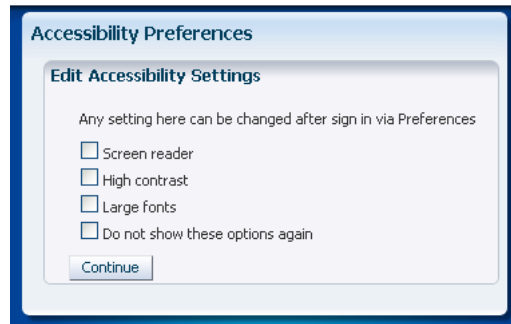 Accessibility Preferences
Edit Accessibility Settings
Any setting here can be changed after sign in via Preferences
Screen reader
High contrast
Large fonts
Do not show these options again
Continue